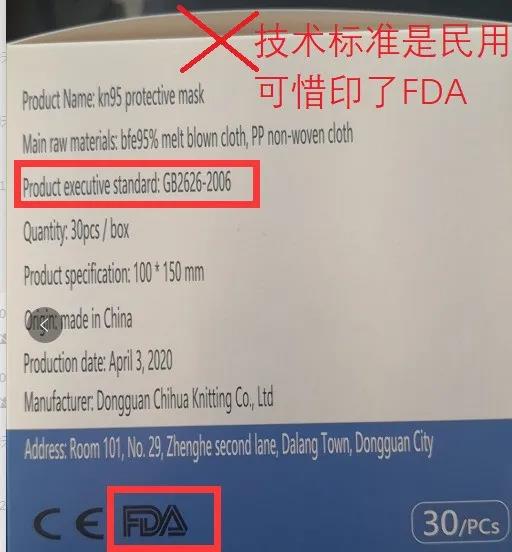 技术标准是民用
可惜印了FDA
Product Name: kn95 protective mask
Main raw materials: bfe95% melt blown cloth, PP non-woven cloth
Product executive standard: GB2626-2006
Quantity: 30pcs / box
Product specification: 100 * 150 mm
Origin: made in China
Production date: April 3, 2020
Manufacturer: Dongguan Chihua Knitting Co., Ltd
Address: Room 101, No. 29, Zhenghe second lane, Dalang Town, Dongguan City
CE FDA
30/PCs